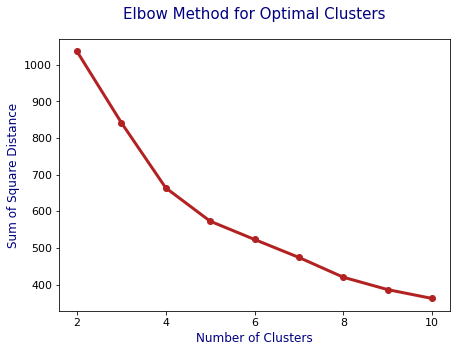 Elbow Method for Optimal Clusters
Sum of Square Distance
1000
900
800
700
600
500
400
2 4 6 8 10
Number of Clusters